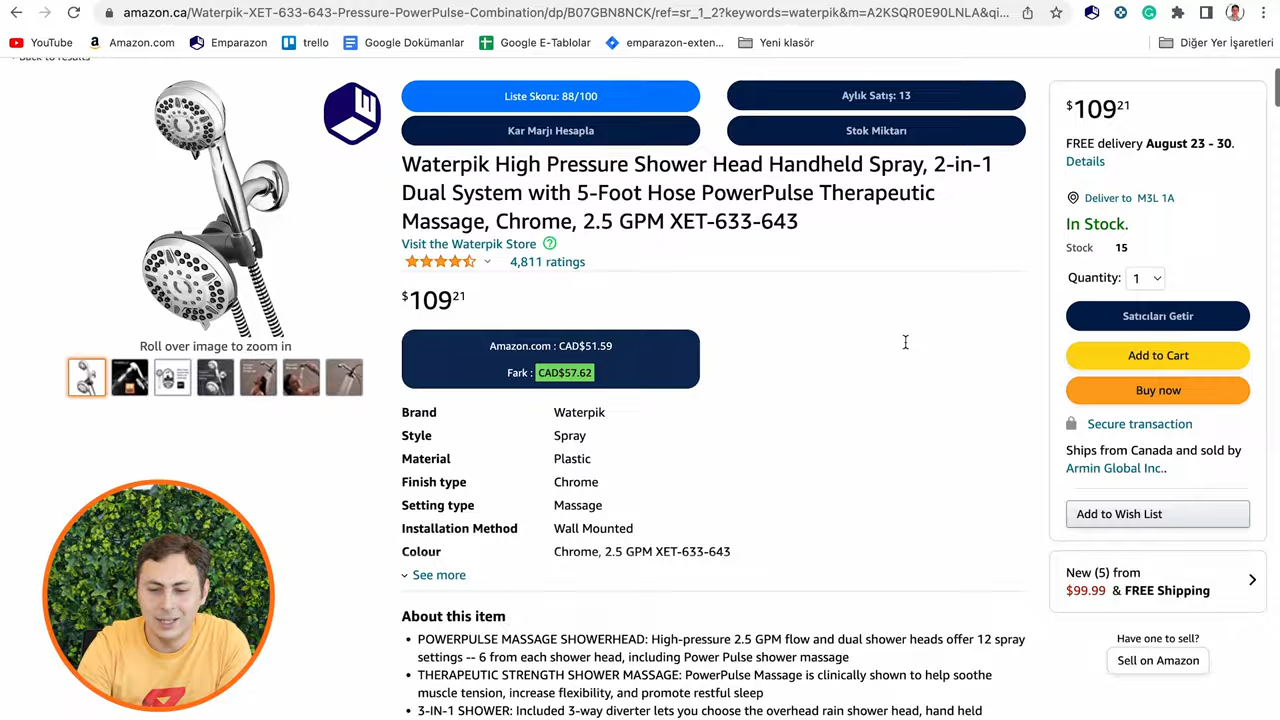 amazon.ca/Waterpik-XET-633-643-Pressure-PowerPulse-Combination/dp/B07GBN8NCK/ref=sr_1_2?keywords=waterpik&m=A2KSQR0E90LNLA&qi...
YouTube
Amazon.com
Emparazon
trello
Google Dokümanlar
Google E-Tablolar
emparazon-exten...
Yeni klasör
Diğer Yer İşaretleri
Back to results
Liste Skoru: 88/100
Aylık Satış: 13
Kar Marjı Hesapla
Stok Miktarı
Waterpik High Pressure Shower Head Handheld Spray, 2-in-1
Dual System with 5-Foot Hose PowerPulse Therapeutic
Massage, Chrome, 2.5 GPM XET-633-643
Visit the Waterpik Store
4,811 ratings
$109 21
Amazon.com : CAD$51.59
Fark : CAD$57.62
Brand Waterpik
Style Spray
Material Plastic
Finish type Chrome
Setting type Massage
Installation Method Wall Mounted
Colour Chrome, 2.5 GPM XET-633-643
See more
About this item
• POWERPULSE MASSAGE SHOWERHEAD: High-pressure 2.5 GPM flow and dual shower heads offer 12 spray
settings -- 6 from each shower head, including Power Pulse shower massage
• THERAPEUTIC STRENGTH SHOWER MASSAGE: PowerPulse Massage is clinically shown to help soothe
muscle tension, increase flexibility, and promote restful sleep
• 3-IN-1 SHOWER: Included 3-way diverter lets you choose the overhead rain shower head, hand held
Roll over image to zoom in
$109 21
FREE delivery August 23 - 30.
Details
Deliver to M3L 1A
In Stock.
Stock 15
Quantity: 1
Satıcıları Getir
Add to Cart
Buy now
Secure transaction
Ships from Canada and sold by
Armin Global Inc..
Add to Wish List
New (5) from
$99.99 & FREE Shipping
Have one to sell?
Sell on Amazon